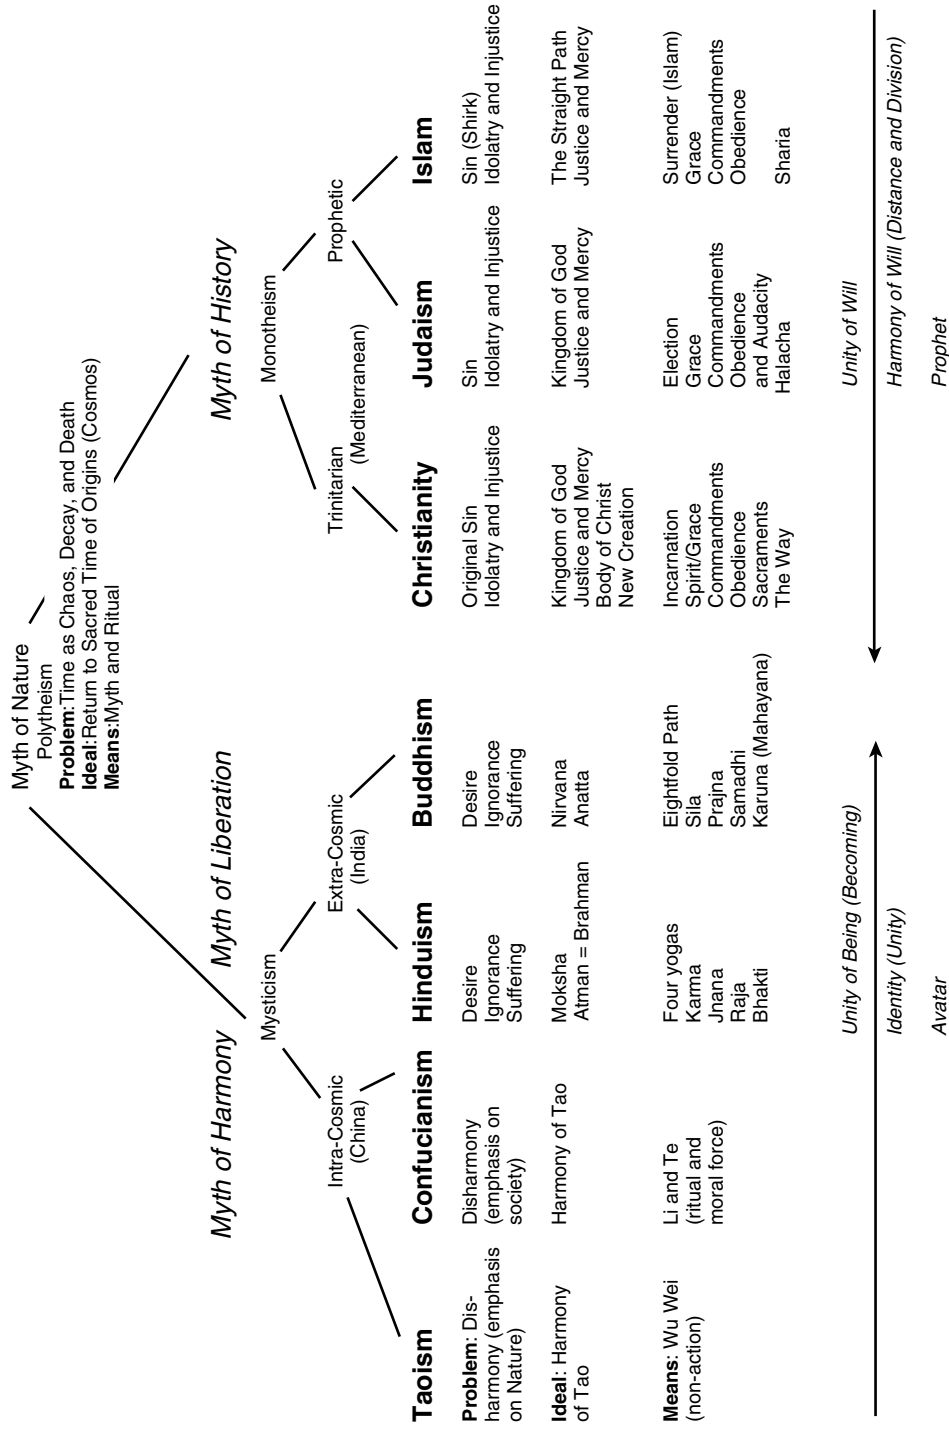 Myth of Nature
Polytheism
Problem:Time as Chaos, Decay, and Death
Ideal:Return to Sacred Time of Origins (Cosmos)
Means:Myth and Ritual
Myth of Harmony
Myth of Liberation
Myth of History
Mysticism
Monotheism
Intra-Cosmic
(China)
Extra-Cosmic
(India)
Trinitarian
(Mediterranean)
Prophetic
Taoism
Confucianism
Hinduism
Buddhism
Christianity
Judaism
Islam
Problem: Dis-
harmony (emphasis
on Nature)
Disharmony
(emphasis on
society)
Desire
Ignorance
Suffering
Desire
Ignorance
Suffering
Original Sin
Idolatry and Injustice
Sin
Idolatry and Injustice
Sin (Shirk)
Idolatry and Injustice
Ideal: Harmony
of Tao
Harmony of Tao
Moksha
Atman = Brahman
Nirvana
Anatta
Kingdom of God
Justice and Mercy
Body of Christ
New Creation
Kingdom of God
Justice and Mercy
The Straight Path
Justice and Mercy
Means: Wu Wei
(non-action)
Li and Te
(ritual and
moral force)
Four yogas
Karma
Jnana
Raja
Bhakti
Eightfold Path
Sila
Prajna
Samadhi
Karuna (Mahayana)
Incarnation
Spirit/Grace
Commandments
Obedience
Sacraments
The Way
Election
Grace
Commandments
Obedience
and Audacity
Halacha
Surrender (Islam)
Grace
Commandments
Obedience
Sharia
Unity of Being (Becoming)
Unity of Will
Identity (Unity)
Harmony of Will (Distance and Division)
Avatar
Prophet